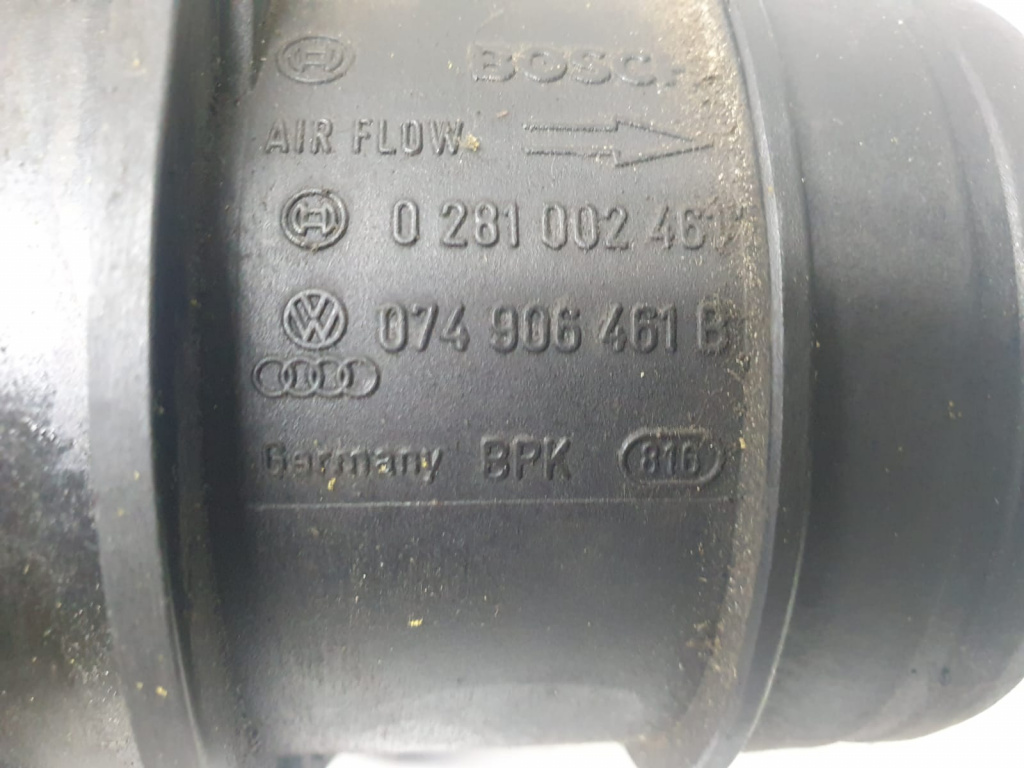 BOSCH
AIR FLOW
0 281 002 461
074 906 461 B
Germany BPK 816